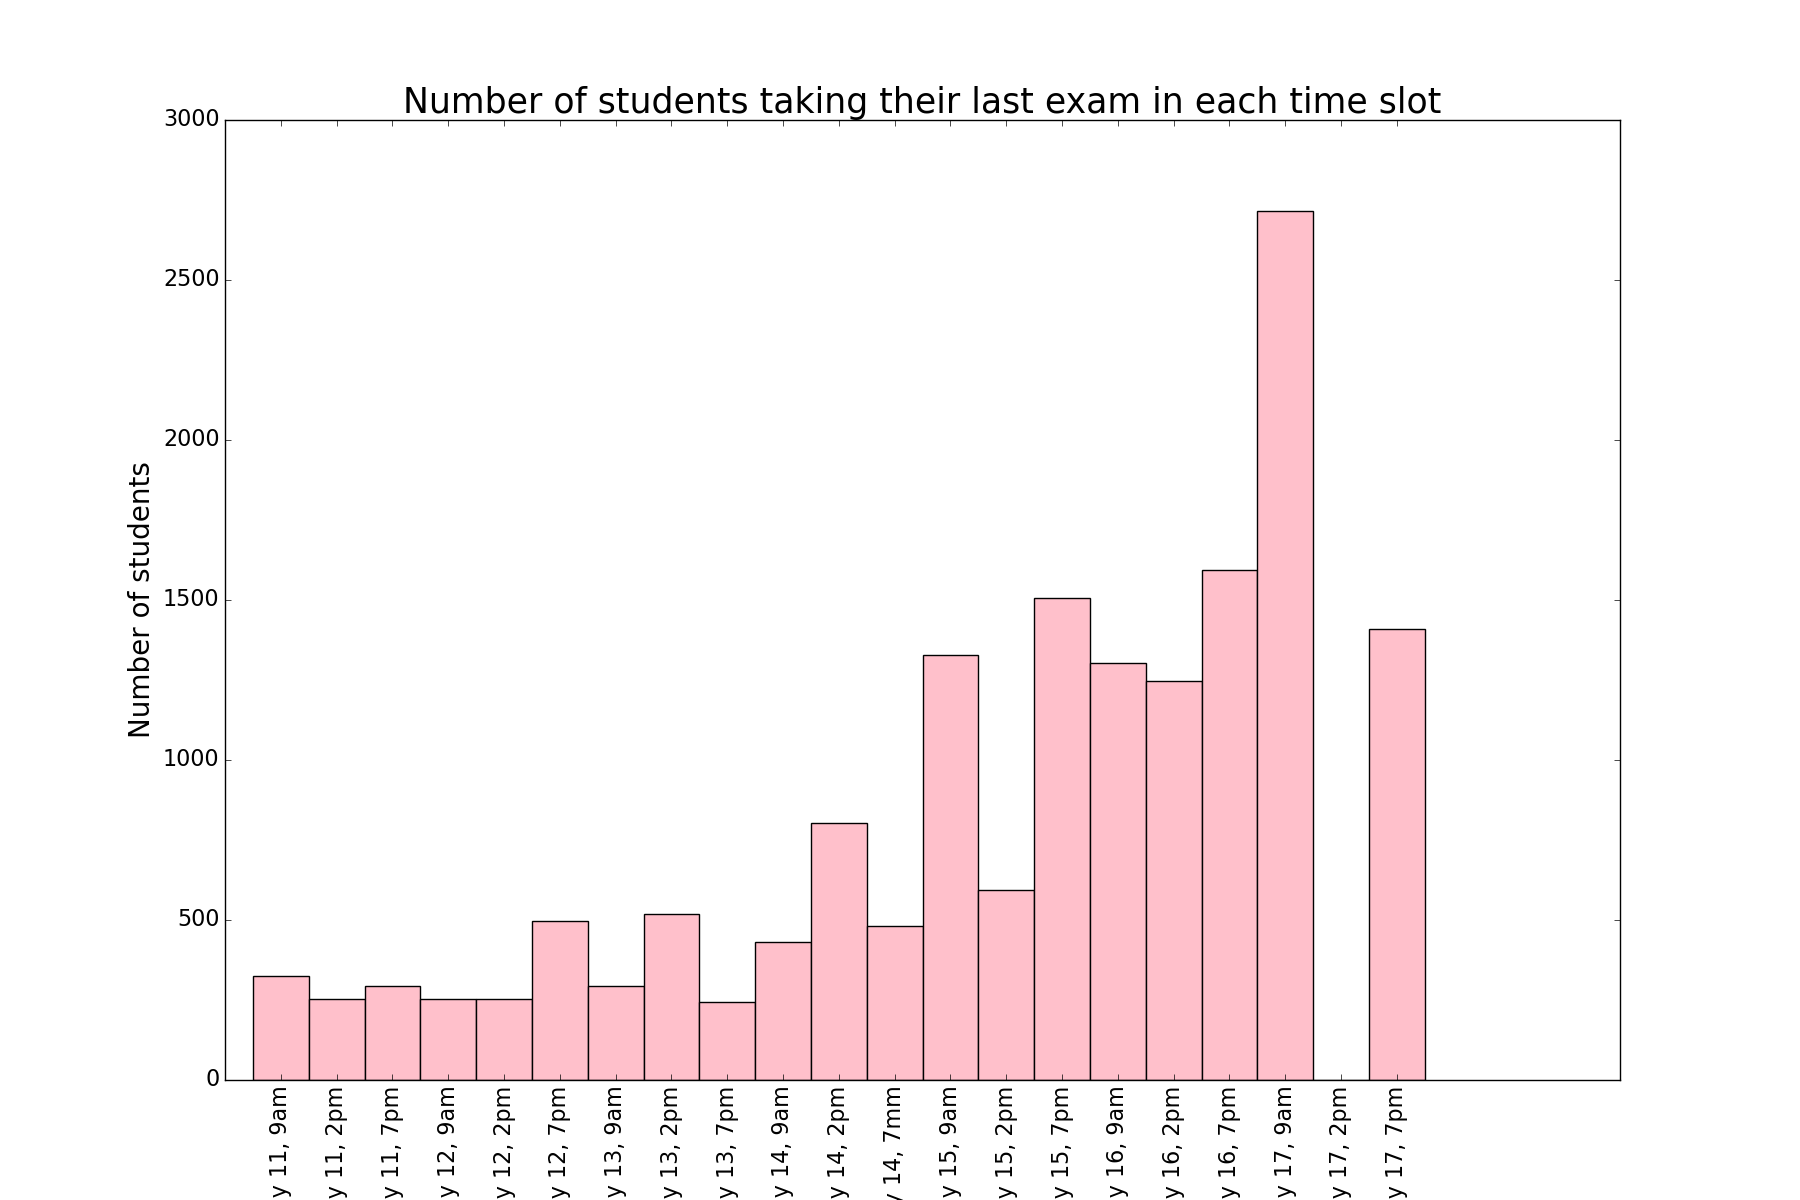 Number of students taking their last exam in each time slot
Number of students
3000
2500
2000
1500
1000
500
0
y 11, 9am
y 11, 2pm
y 11, 7pm
y 12, 9am
y 12, 2pm
y 12, 7pm
y 13, 9am
y 13, 2pm
y 13, 7pm
y 14, 9am
y 14, 2pm
y 14, 7mm
y 15, 9am
y 15, 2pm
y 15, 7pm
y 16, 9am
y 16, 2pm
y 16, 7pm
y 17, 9am
y 17, 2pm
y 17, 7pm